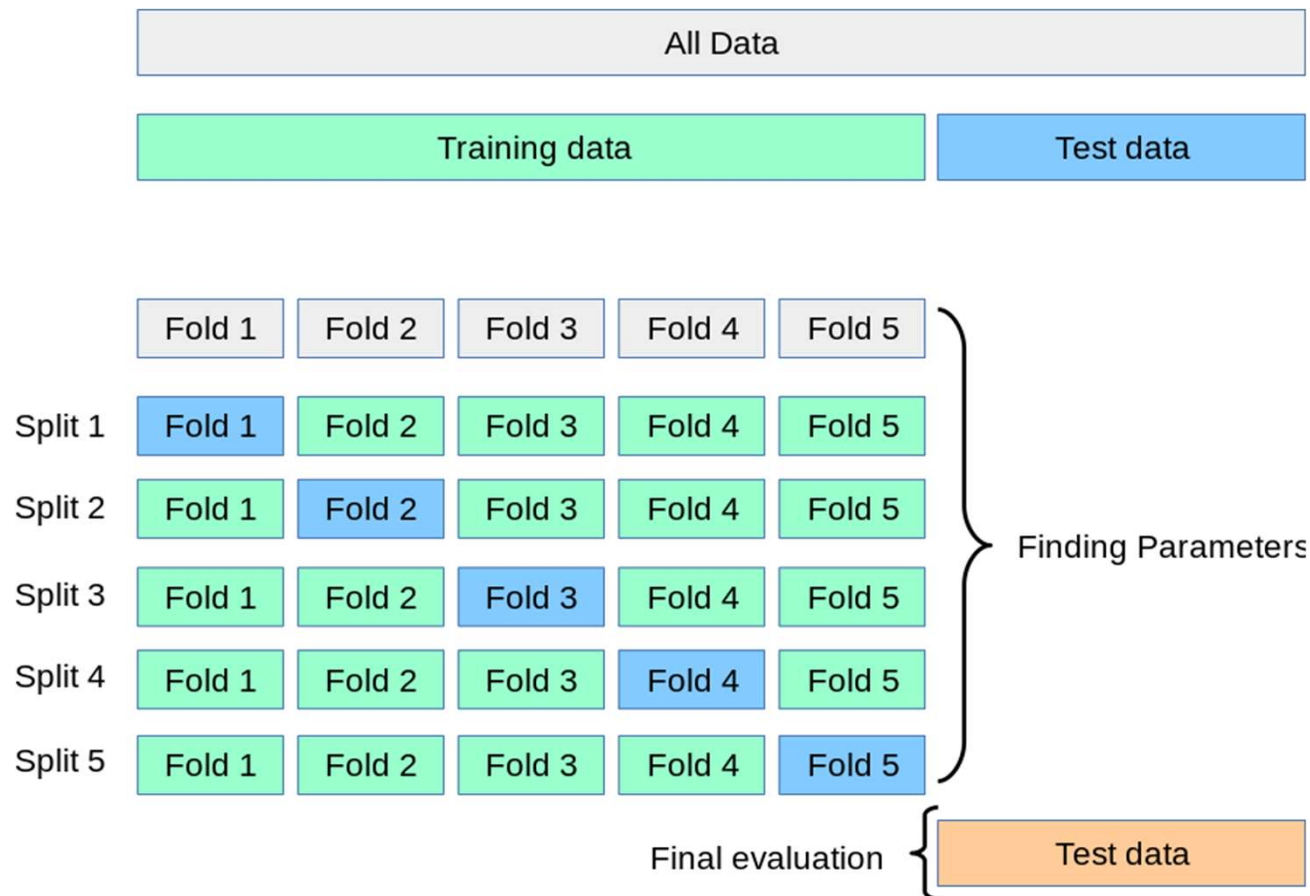 All Data
Training data Test data
Fold 1 Fold 2 Fold 3 Fold 4 Fold 5
Split 1 Fold 1 Fold 2 Fold 3 Fold 4 Fold 5
Split 2 Fold 1 Fold 2 Fold 3 Fold 4 Fold 5
Finding Parameters
Split 3 Fold 1 Fold 2 Fold 3 Fold 4 Fold 5
Split 4 Fold 1 Fold 2 Fold 3 Fold 4 Fold 5
Split 5 Fold 1 Fold 2 Fold 3 Fold 4 Fold 5
Final evaluation Test data